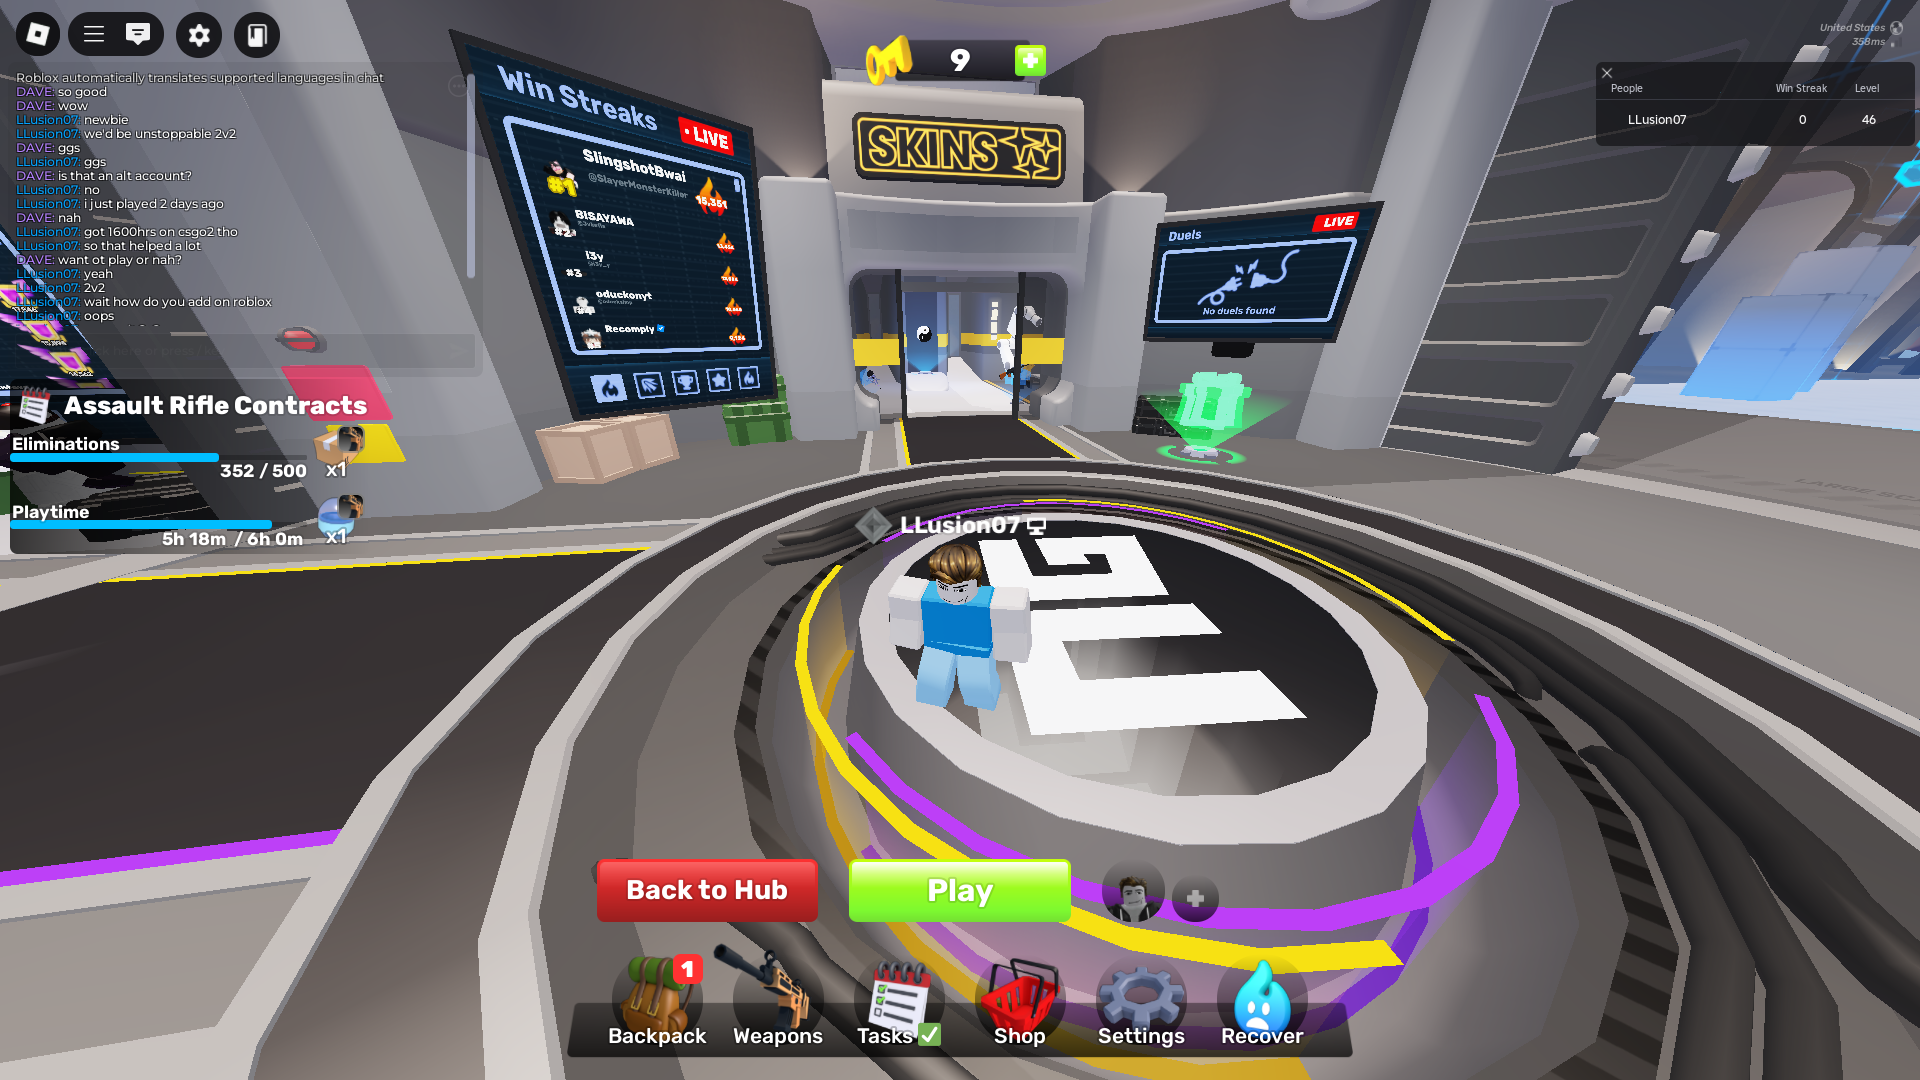 United States
358ms
9
Roblox automatically translates supported languages in chat
DAVE: so good
DAVE: wow
LLusion07: newbie
LLusion07: we'd be unstoppable 2v2
DAVE: ggs
LLusion07: ggs
DAVE: is that an alt account?
LLusion07: no
LLusion07: i just played 2 days ago
DAVE: nah
LLusion07: got 1600hrs on csgo2 tho
LLusion07: so that helped a lot
DAVE: want ot play or nah?
LLusion07: yeah
LLusion07: 2v2
LLusion07: wait how do you add on roblox
LLusion07: oops
Win Streaks
LIVE
SlingshotBwai
@SlayerMonsterKiller
#1
15,351
BISAYAWA
#2
l3y
#3
oduckonyt
Recomply
SKINS
LIVE
Duels
No duels found
People Win Streak Level
LLusion07 0 46
Assault Rifle Contracts
Eliminations
352 / 500
x1
Playtime
5h 18m / 6h 0m
x1
LLusion07
Back to Hub
Play
1
Backpack
Weapons
Tasks
Shop
Settings
Recover